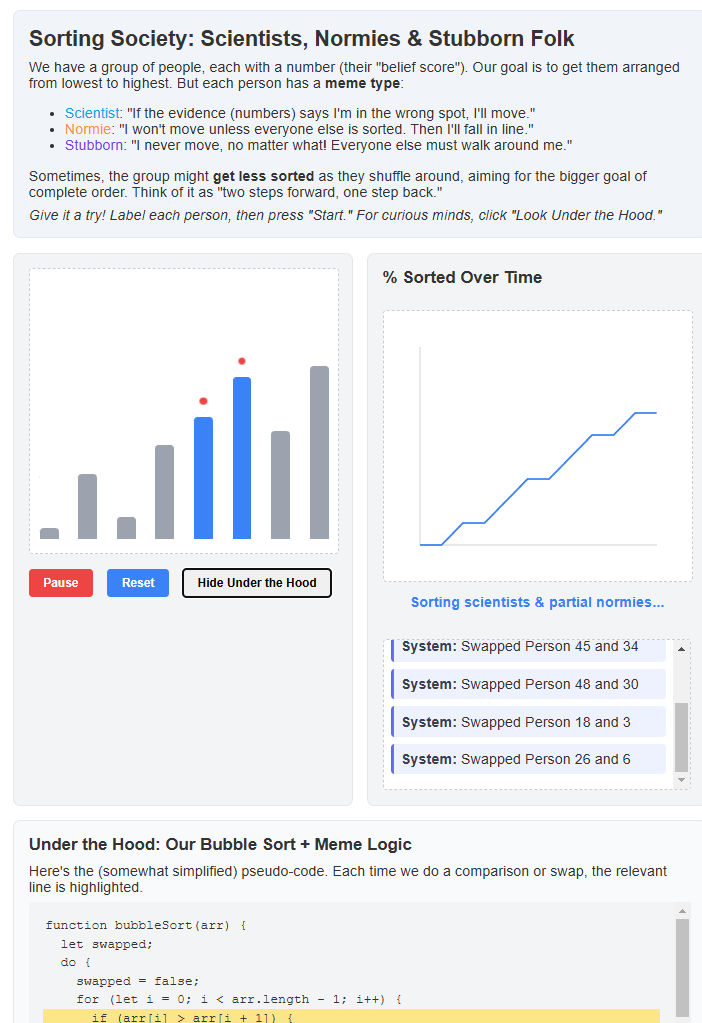 Sorting Society: Scientists, Normies & Stubborn Folk
We have a group of people, each with a number (their "belief score"). Our goal is to get them arranged
from lowest to highest. But each person has a meme type:
• Scientist: "If the evidence (numbers) says I'm in the wrong spot, I'll move."
• Normie: "I won't move unless everyone else is sorted. Then I'll fall in line."
• Stubborn: "I never move, no matter what! Everyone else must walk around me."
Sometimes, the group might get less sorted as they shuffle around, aiming for the bigger goal of
complete order. Think of it as "two steps forward, one step back."
Give it a try! Label each person, then press "Start." For curious minds, click "Look Under the Hood."
Pause
Reset
Hide Under the Hood
% Sorted Over Time
Sorting scientists & partial normies...
System: Swapped Person 45 and 34
System: Swapped Person 48 and 30
System: Swapped Person 18 and 3
System: Swapped Person 26 and 6
Under the Hood: Our Bubble Sort + Meme Logic
Here's the (somewhat simplified) pseudo-code. Each time we do a comparison or swap, the relevant
line is highlighted.
function bubbleSort(arr) {
let swapped;
do {
swapped = false;
for (let i = 0; i < arr.length - 1; i++) {
if (arr[i] > arr[i + 1]) {